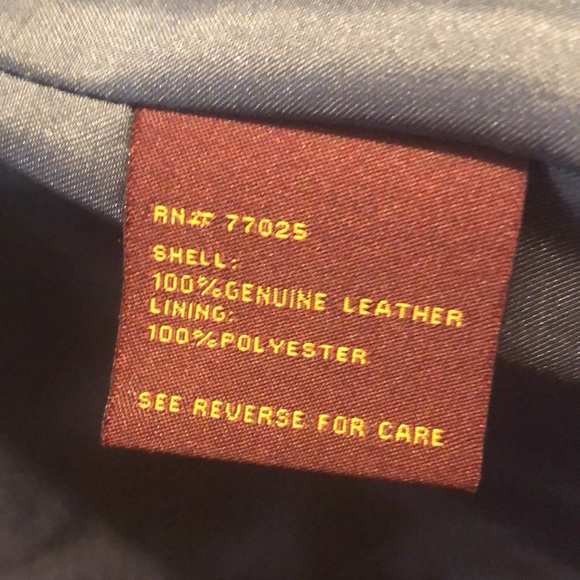 RN# 77025
SHELL:
100%GENUINE LEATHER
LINING:
100%POLYESTER
SEE REVERSE FOR CARE